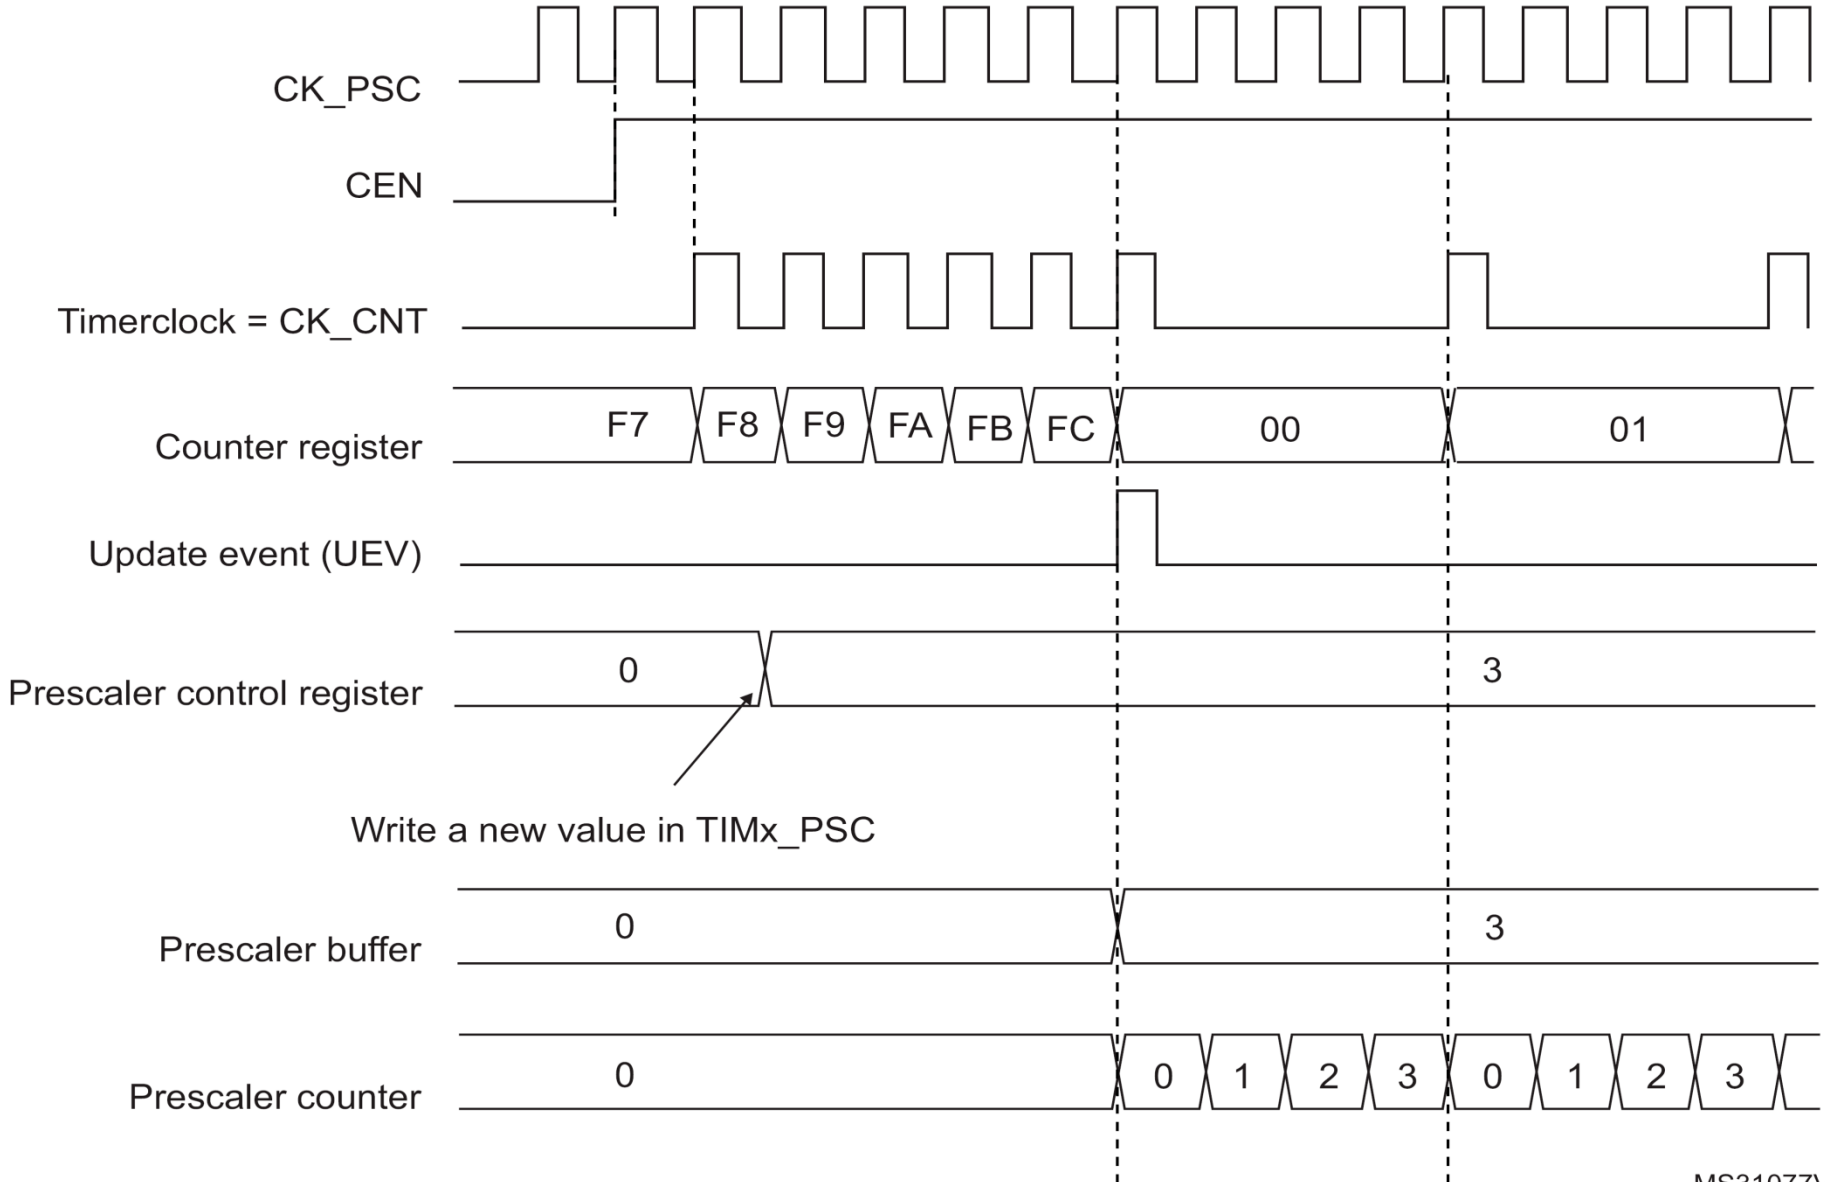 CK_PSC
CEN
Timerclock = CK_CNT
Counter register F7 F8 F9 FA FB FC 00 01
Update event (UEV)
Prescaler control register 0 3
Write a new value in TIMx_PSC
Prescaler buffer 0 3
Prescaler counter 0 0 1 2 3 0 1 2 3